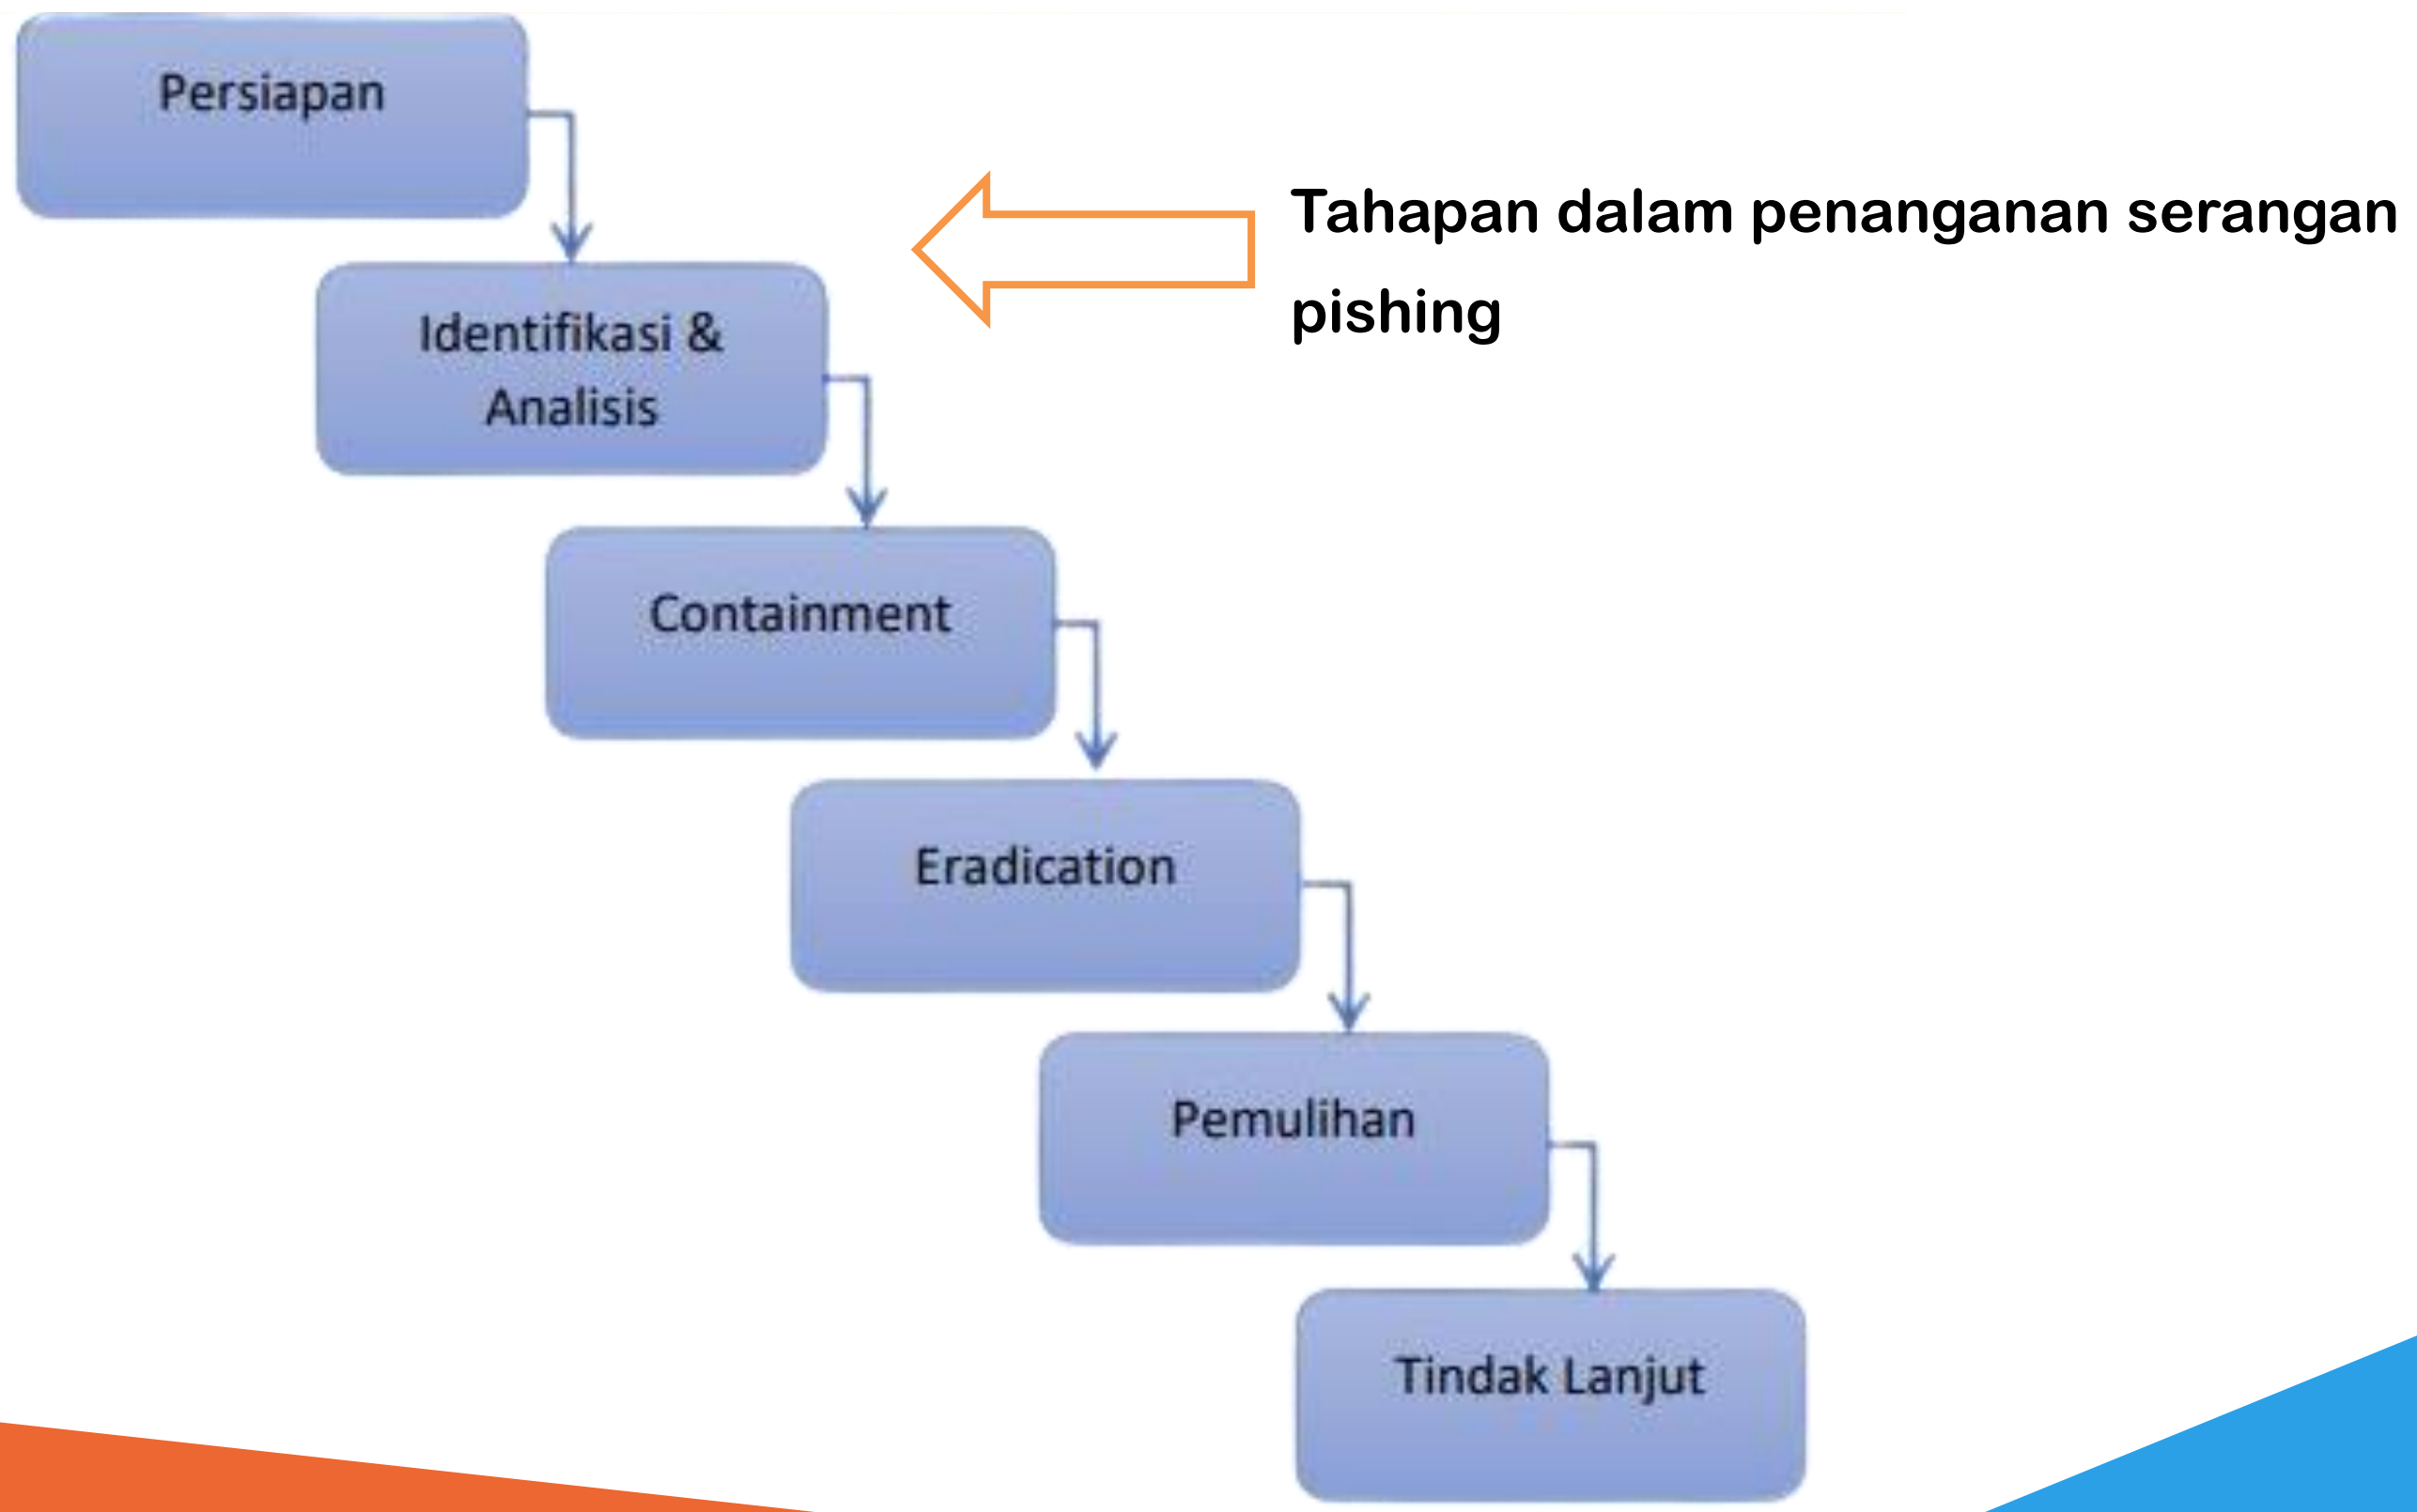 Persiapan
Tahapan dalam penanganan serangan
pishing
Identifikasi &
Analisis
Containment
Eradication
Pemulihan
Tindak Lanjut